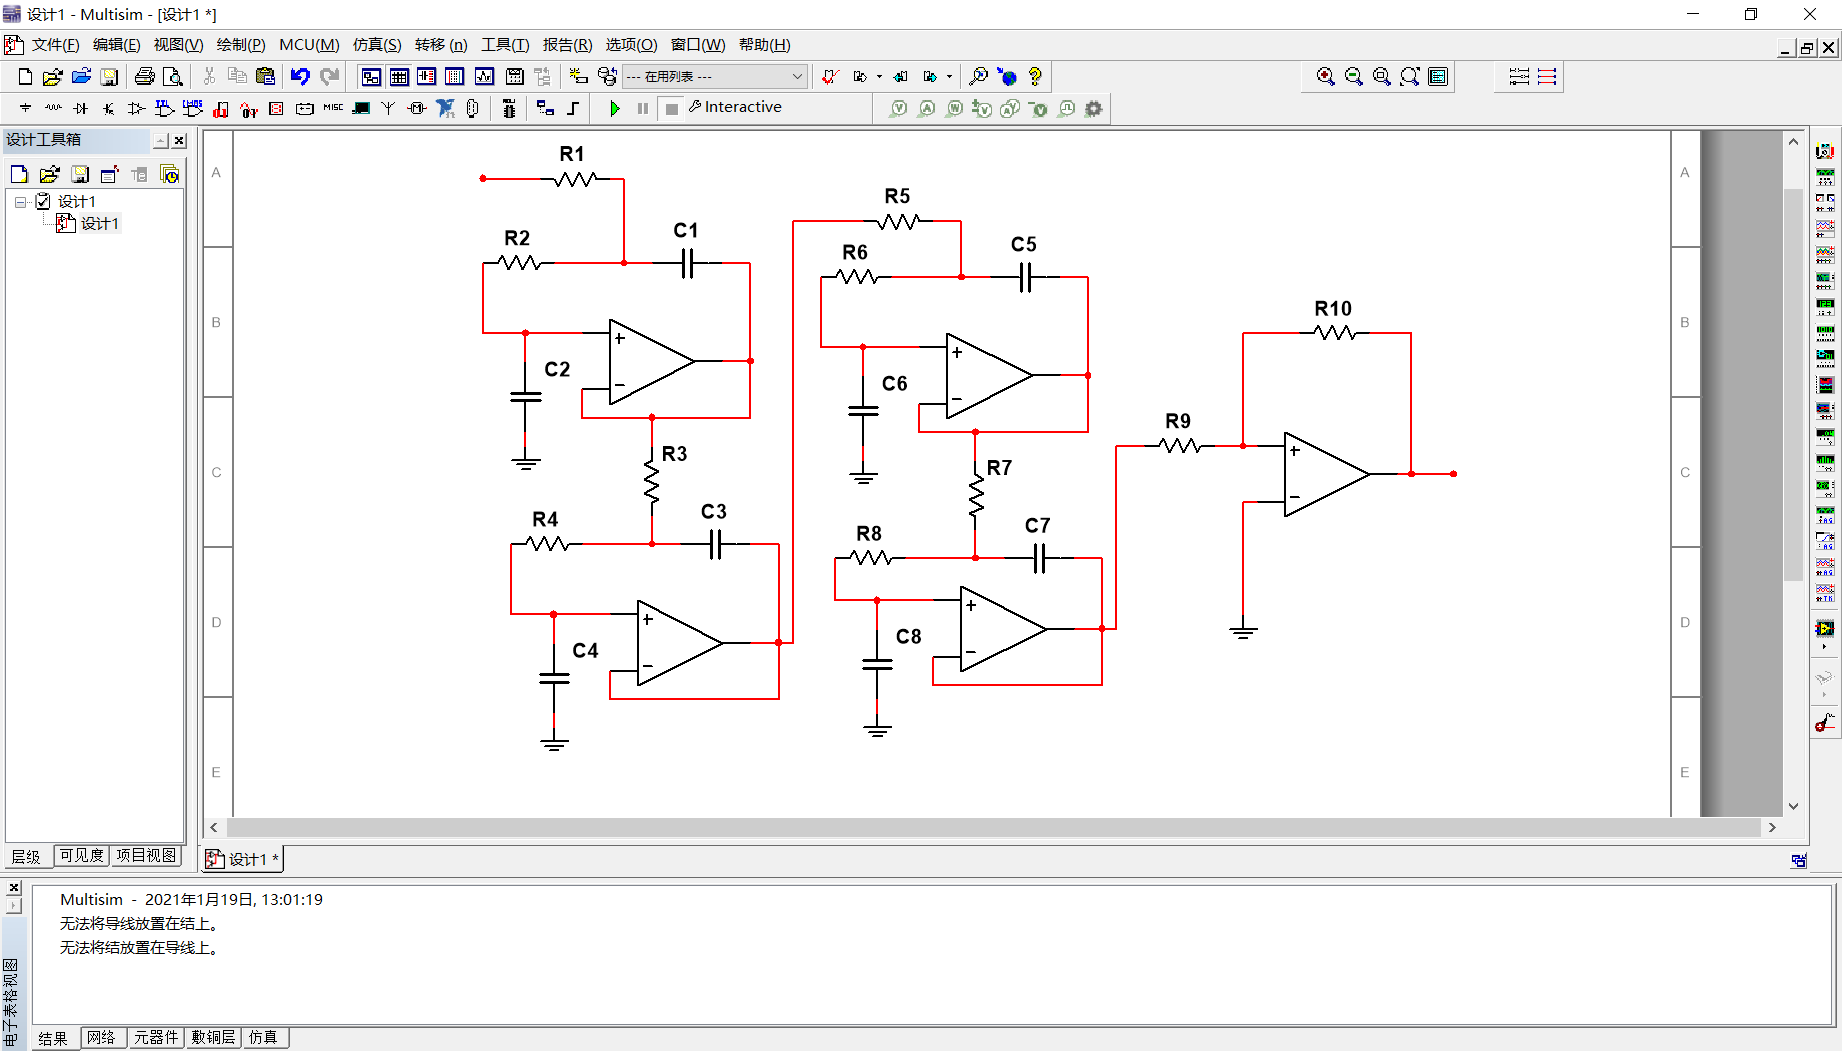 设计1 - Multisim - [设计1 *]
文件(F) 编辑(E) 视图(V) 绘制(P) MCU(M) 仿真(S) 转移 (n) 工具(T) 报告(R) 选项(O) 窗口(W) 帮助(H)
--- 在用列表 ---
MISC Interactive
设计工具箱
设计1
设计1
A A
B B
C C
D D
E E
R1
R2
C1
C2
R3
R4
C3
C4
R5
R6
C5
C6
R7
R8
C7
C8
R9
R10
层级 可见度 项目视图
设计1 *
Multisim - 2021年1月19日, 13:01:19
无法将导线放置在结上。
无法将结放置在导线上。
电子表格视图
结果 网络 元器件 敷铜层 仿真